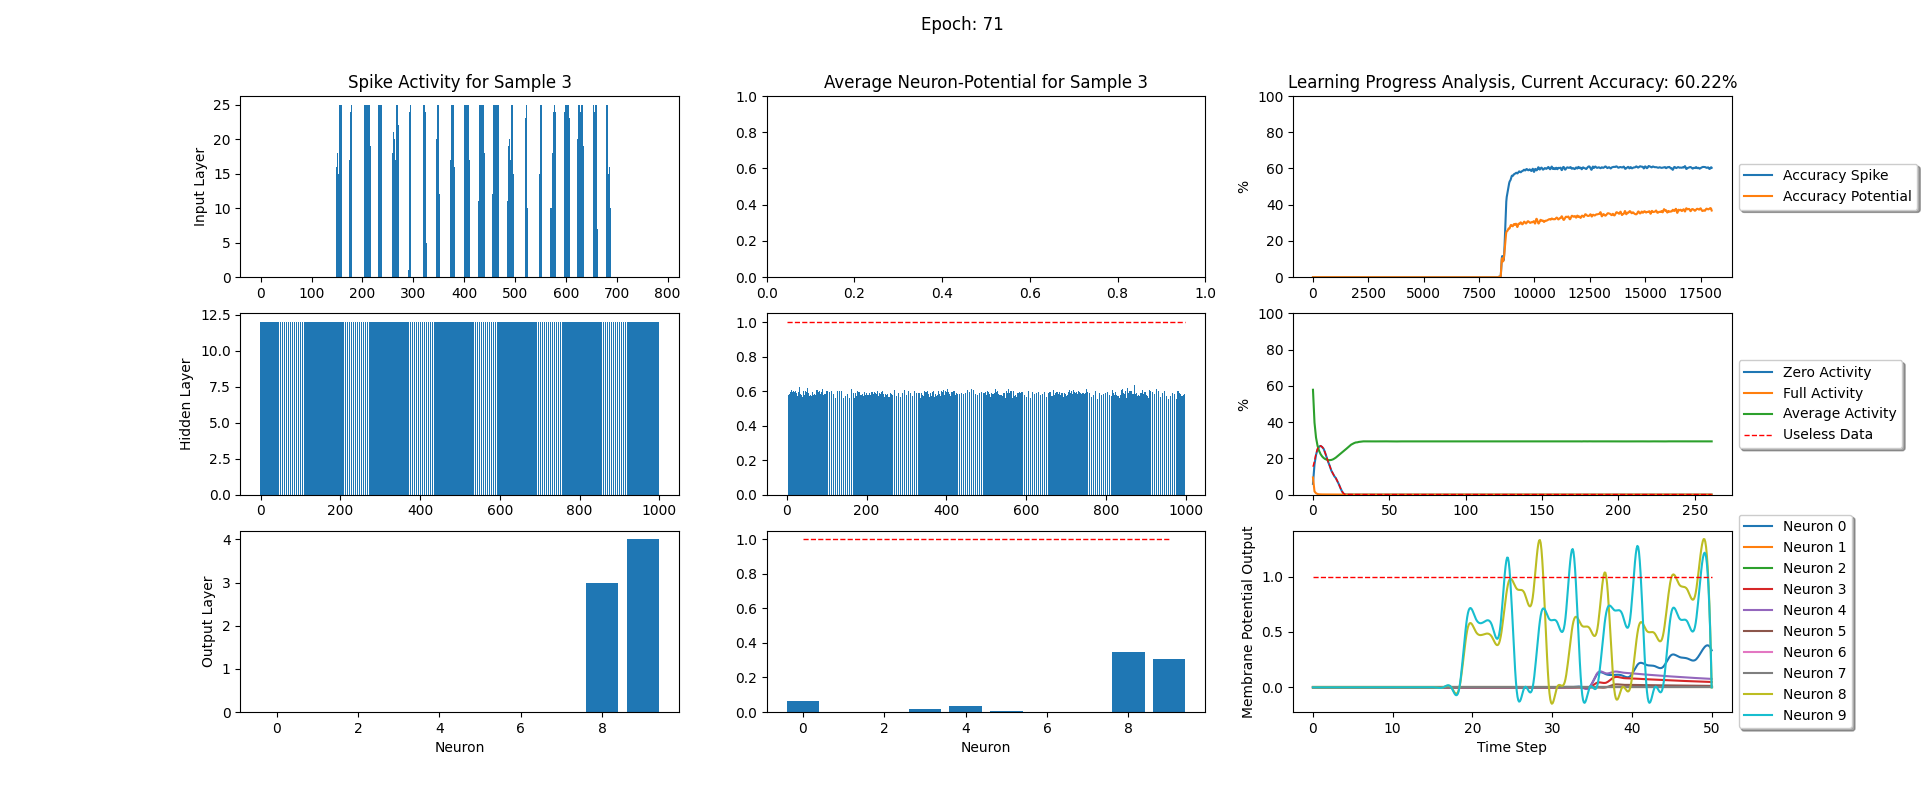 Epoch: 71
Spike Activity for Sample 3
Input Layer
25
20
15
10
5
0
0 100 200 300 400 500 600 700 800
Average Neuron-Potential for Sample 3
1.0
0.8
0.6
0.4
0.2
0.0
0.0 0.2 0.4 0.6 0.8 1.0
Learning Progress Analysis, Current Accuracy: 60.22%
%
100
80
60
40
20
0
0 2500 5000 7500 10000 12500 15000 17500
Accuracy Spike
Accuracy Potential
Hidden Layer
12.5
10.0
7.5
5.0
2.5
0.0
0 200 400 600 800 1000
1.0
0.8
0.6
0.4
0.2
0.0
0 200 400 600 800 1000
%
100
80
60
40
20
0
0 50 100 150 200 250
Zero Activity
Full Activity
Average Activity
Useless Data
Output Layer
4
3
2
1
0
0 2 4 6 8
Neuron
1.0
0.8
0.6
0.4
0.2
0.0
0 2 4 6 8
Neuron
Membrane Potential Output
1.0
0.5
0.0
0 10 20 30 40 50
Time Step
Neuron 0
Neuron 1
Neuron 2
Neuron 3
Neuron 4
Neuron 5
Neuron 6
Neuron 7
Neuron 8
Neuron 9